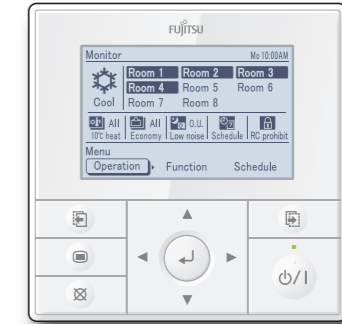 FUJITSU
Monitor Mo 10:00AM
Room 1 Room 2 Room 3
Room 4 Room 5 Room 6
Cool Room 7 Room 8
All All O.U.
10℃ heat Economy Low noise Schedule RC prohibit
Menu
Operation Function Schedule